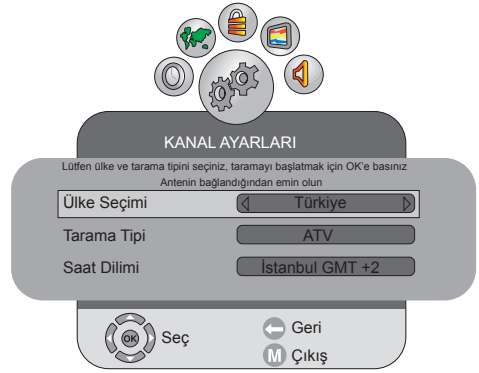 KANAL AYARLARI
Lütfen ülke ve tarama tipini seçiniz, taramayı başlatmak için OK'e basınız
Antenin bağlandığından emin olun
Ülke Seçimi Türkiye
Tarama Tipi ATV
Saat Dilimi İstanbul GMT +2
OK Seç
Geri
M Çıkış